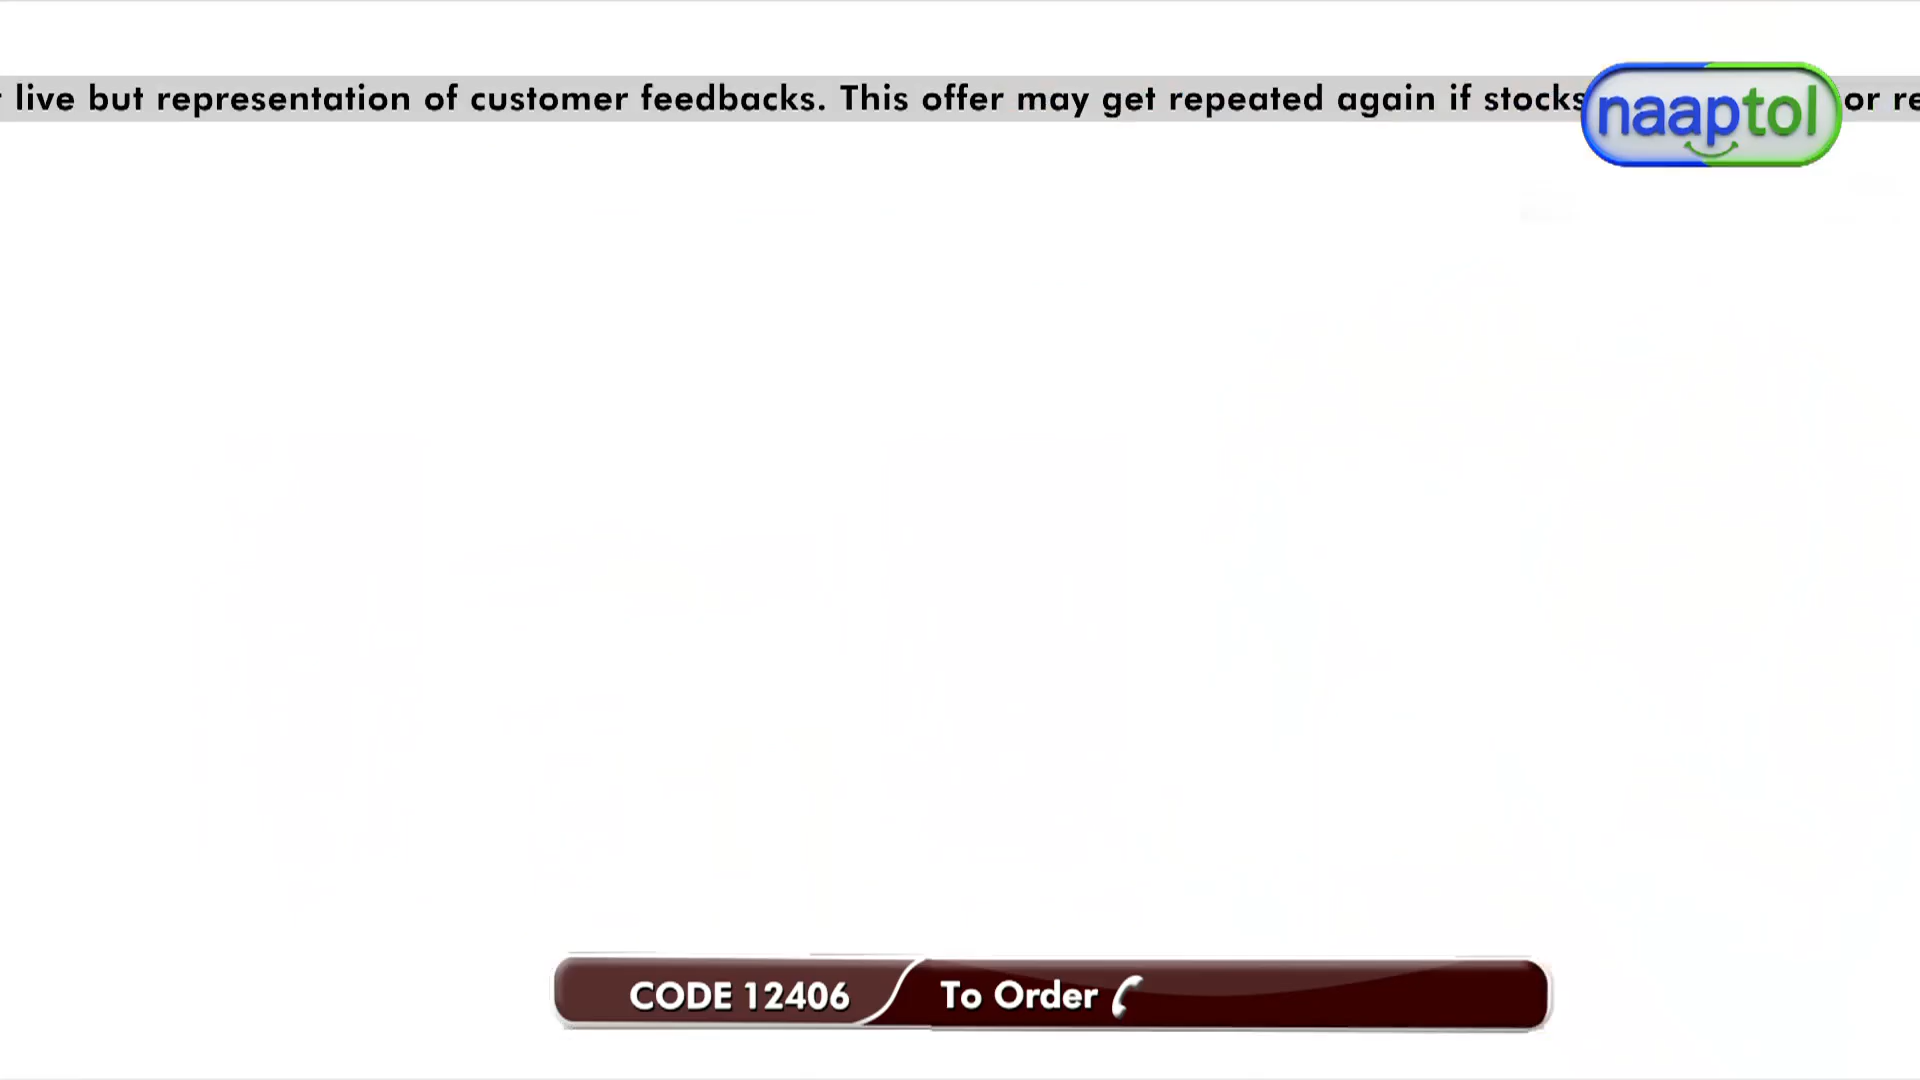 live but representation of customer feedbacks. This offer may get repeated again if stocks naaptol or
CODE 12406 To Order